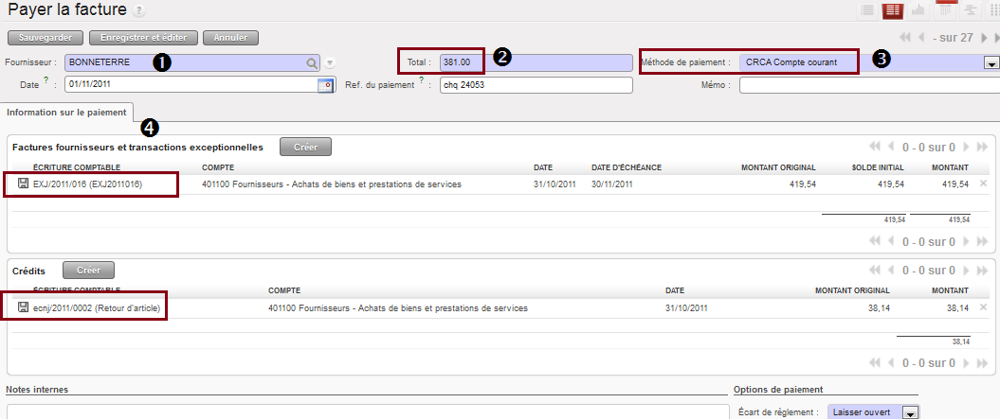 Payer la facture ?
Sauvegarder Enregistrer et éditer Annuler - sur 27
Fournisseur : BONNETERRE 1 Total : 381.00 2 Méthode de paiement : CRCA Compte courant 3
Date ? : 01/11/2011 Ref. du paiement ? : chq 24053 Mémo :
Information sur le paiement
4
Factures fournisseurs et transactions exceptionnelles Créer 0 - 0 sur 0
ÉCRITURE COMPTABLE COMPTE DATE DATE D'ÉCHÉANCE MONTANT ORIGINAL SOLDE INITIAL MONTANT
EXJ/2011/016 (EXJ2011016) 401100 Fournisseurs - Achats de biens et prestations de services 31/10/2011 30/11/2011 419,54 419,54 419,54
419,54 419,54
0 - 0 sur 0
Crédits Créer 0 - 0 sur 0
ÉCRITURE COMPTABLE COMPTE DATE MONTANT ORIGINAL MONTANT
ecnj/2011/0002 (Retour d'article) 401100 Fournisseurs - Achats de biens et prestations de services 31/10/2011 38,14 38,14
38,14
0 - 0 sur 0
Notes internes Options de paiement
Écart de règlement : Laisser ouvert